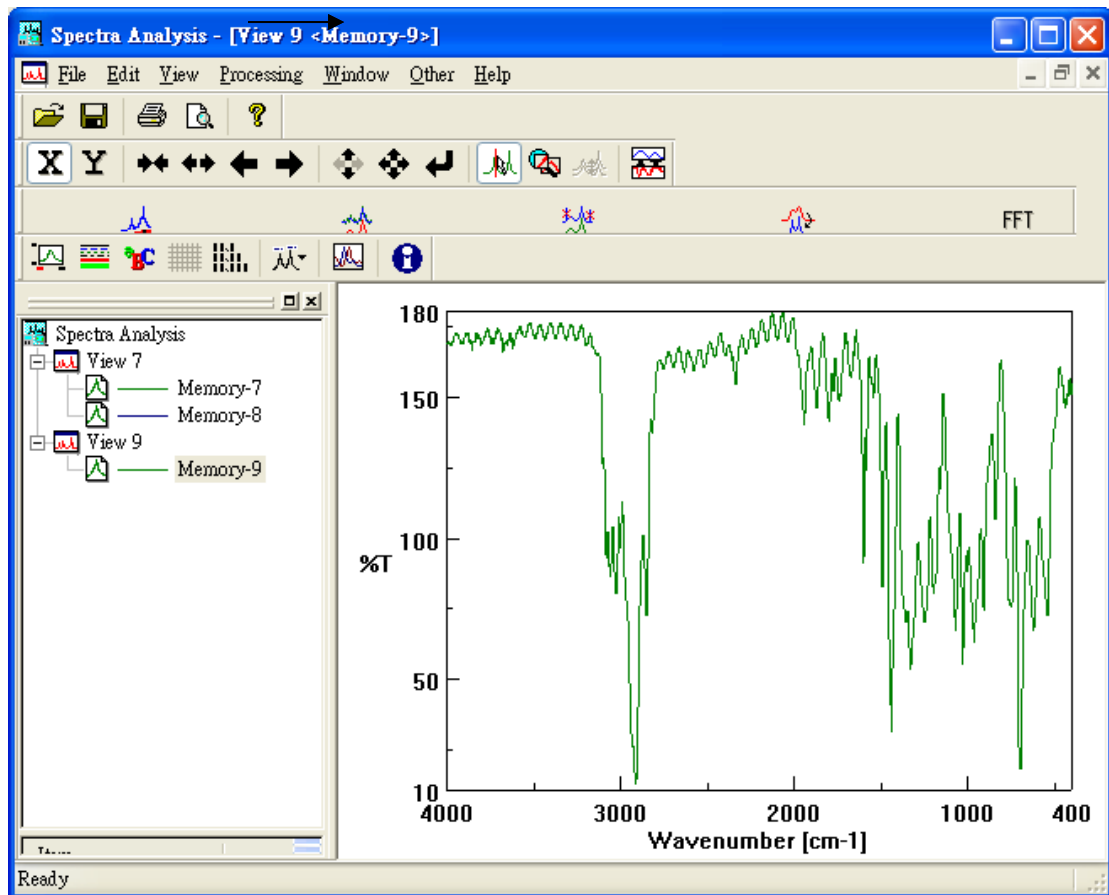 Spectra Analysis - [View 9 <Memory-9>]
File Edit View Processing Window Other Help
X Y
FFT
aBC
Spectra Analysis
View 7
Memory-7
Memory-8
View 9
Memory-9
180
150
100
%T
50
10
4000 3000 2000 1000 400
Wavenumber [cm-1]
Ready